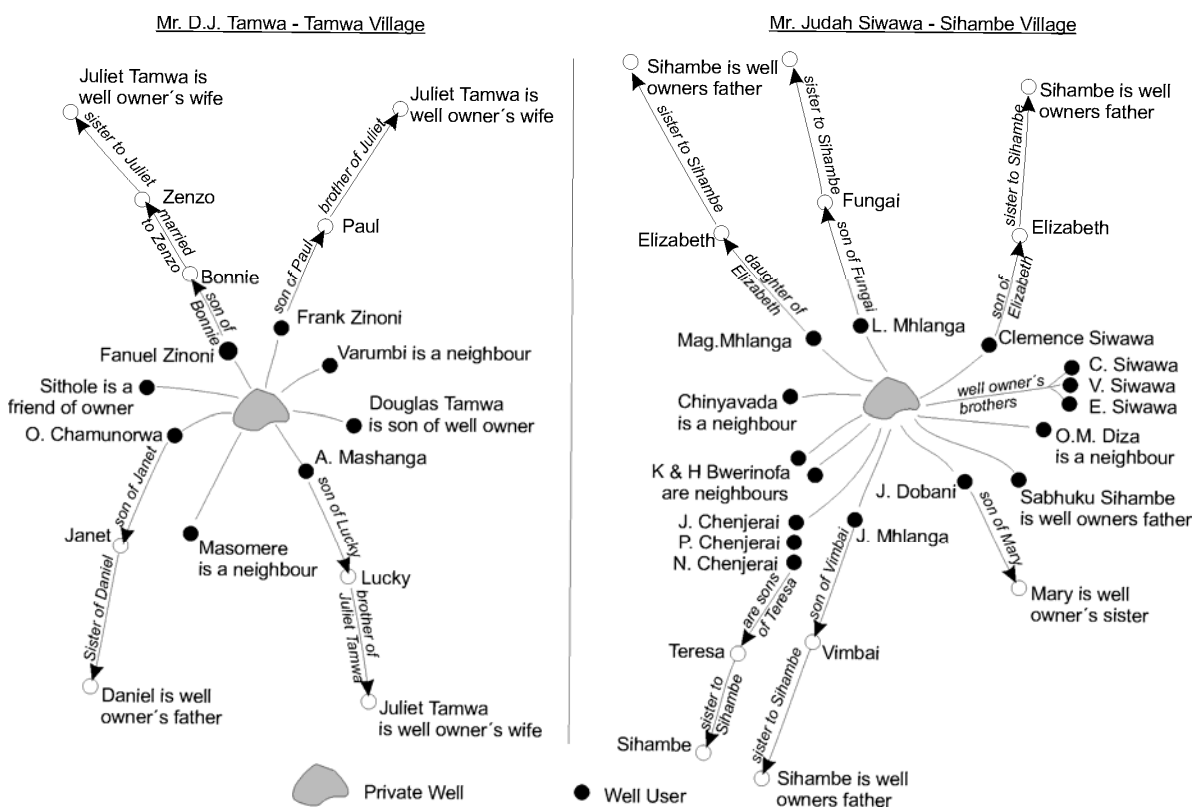 Mr. D.J. Tamwa - Tamwa Village
Juliet Tamwa is
well owner´s wife
sister to Juliet
Zenzo
married
to Zenzo
Bonnie
son of
Bonnie
Fanuel Zinoni
Juliet Tamwa is
well owner´s wife
brother of Juliet
Paul
son of Paul
Frank Zinoni
Varumbi is a neighbour
Sithole is a
friend of owner
Douglas Tamwa
is son of well owner
O. Chamunorwa
son of Janet
Janet
Sister of Daniel
Daniel is well
owner´s father
Masomere
is a neighbour
A. Mashanga
son of Lucky
Lucky
brother of
Juliet Tamwa
Juliet Tamwa
is well owner´s wife
Mr. Judah Siwawa - Sihambe Village
Sihambe is well
owners father
sister to Sihambe
Elizabeth
daughter of
Elizabeth
Mag.Mhlanga
sister to Sihambe
Fungai
son of Fungai
L. Mhlanga
Sihambe is well
owners father
sister to Sihambe
Elizabeth
son of
Elizabeth
Clemence Siwawa
well owner´s
brothers
C. Siwawa
V. Siwawa
E. Siwawa
Chinyavada
is a neighbour
O.M. Diza
is a neighbour
K & H Bwerinofa
are neighbours
J. Dobani
son of Mary
Mary is well
owner´s sister
Sabhuku Sihambe
is well owners father
J. Chenjerai
P. Chenjerai
N. Chenjerai
are sons
of Teresa
Teresa
sister to
Sihambe
Sihambe
J. Mhlanga
son of Vimbai
Vimbai
sister to Sihambe
Sihambe is well
owners father
Private Well
Well User